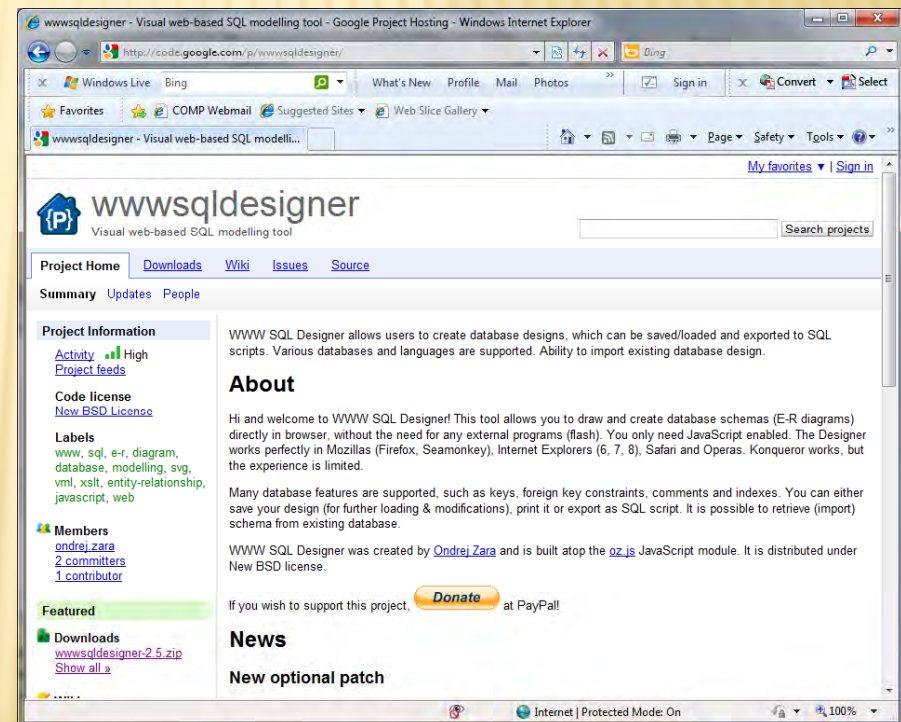 wwwsqldesigner - Visual web-based SQL modelling tool - Google Project Hosting - Windows Internet Explorer
http://code.google.com/p/wwwsqldesigner/
Bing
x Windows Live Bing What's New Profile Mail Photos » Sign in x Convert Select
Favorites COMP Webmail Suggested Sites Web Slice Gallery
wwwsqldesigner - Visual web-based SQL modelli... Page Safety Tools »
My favorites ▼ | Sign in
{P} wwwsqldesigner
Visual web-based SQL modelling tool
Search projects
Project Home Downloads Wiki Issues Source
Summary Updates People
Project Information
Activity High
Project feeds
Code license
New BSD License
Labels
www, sql, e-r, diagram,
database, modelling, svg,
vml, xslt, entity-relationship,
javascript, web
Members
ondrej.zara
2 committers
1 contributor
Featured
Downloads
wwwsqldesigner-2.5.zip
Show all »
WWW SQL Designer allows users to create database designs, which can be saved/loaded and exported to SQL
scripts. Various databases and languages are supported. Ability to import existing database design.
About
Hi and welcome to WWW SQL Designer! This tool allows you to draw and create database schemas (E-R diagrams)
directly in browser, without the need for any external programs (flash). You only need JavaScript enabled. The Designer
works perfectly in Mozillas (Firefox, Seamonkey), Internet Explorers (6, 7, 8), Safari and Operas. Konqueror works, but
the experience is limited.
Many database features are supported, such as keys, foreign key constraints, comments and indexes. You can either
save your design (for further loading & modifications), print it or export as SQL script. It is possible to retrieve (import)
schema from existing database.
WWW SQL Designer was created by Ondrej Zara and is built atop the oz.js JavaScript module. It is distributed under
New BSD license.
If you wish to support this project, Donate at PayPal!
News
New optional patch
Internet | Protected Mode: On 100%